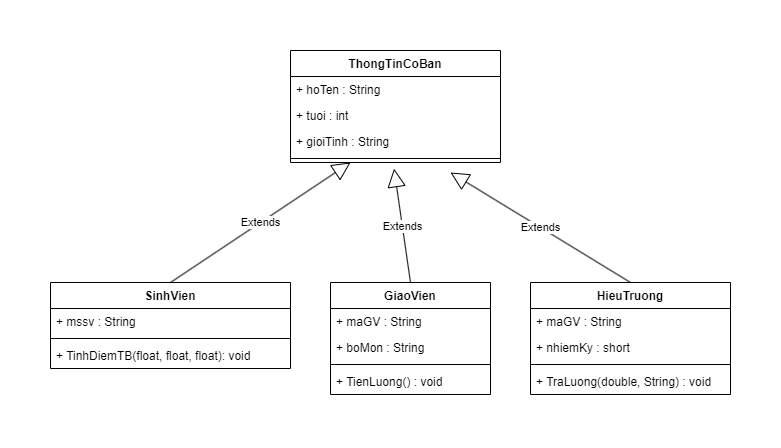 ThongTinCoBan
+ hoTen : String
+ tuoi : int
+ gioiTinh : String
Extends
Extends
Extends
SinhVien
+ mssv : String
+ TinhDiemTB(float, float, float): void
GiaoVien
+ maGV : String
+ boMon : String
+ TienLuong() : void
HieuTruong
+ maGV : String
+ nhiemKy : short
+ TraLuong(double, String) : void